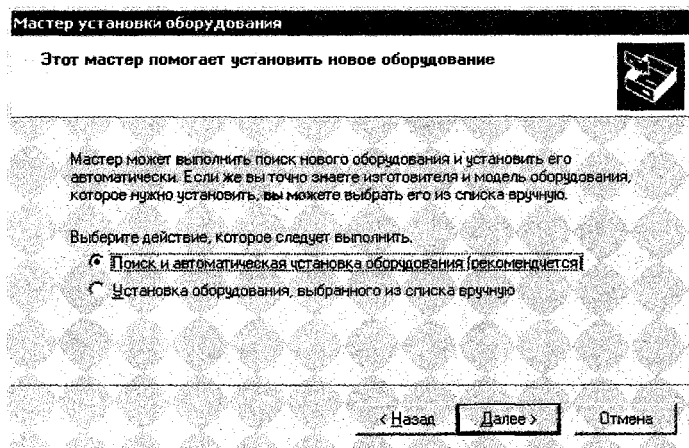 Мастер установки оборудования
Этот мастер помогает установить новое оборудование
Мастер может выполнить поиск нового оборудования и установить его
автоматически. Если же вы точно знаете изготовителя и модель оборудования,
которое нужно установить, вы можете выбрать его из списка вручную.
Выберите действие, которое следует выполнить.
Поиск и автоматическая установка оборудования (рекомендуется)
Установка оборудования, выбранного из списка вручную
< Назад Далее > Отмена